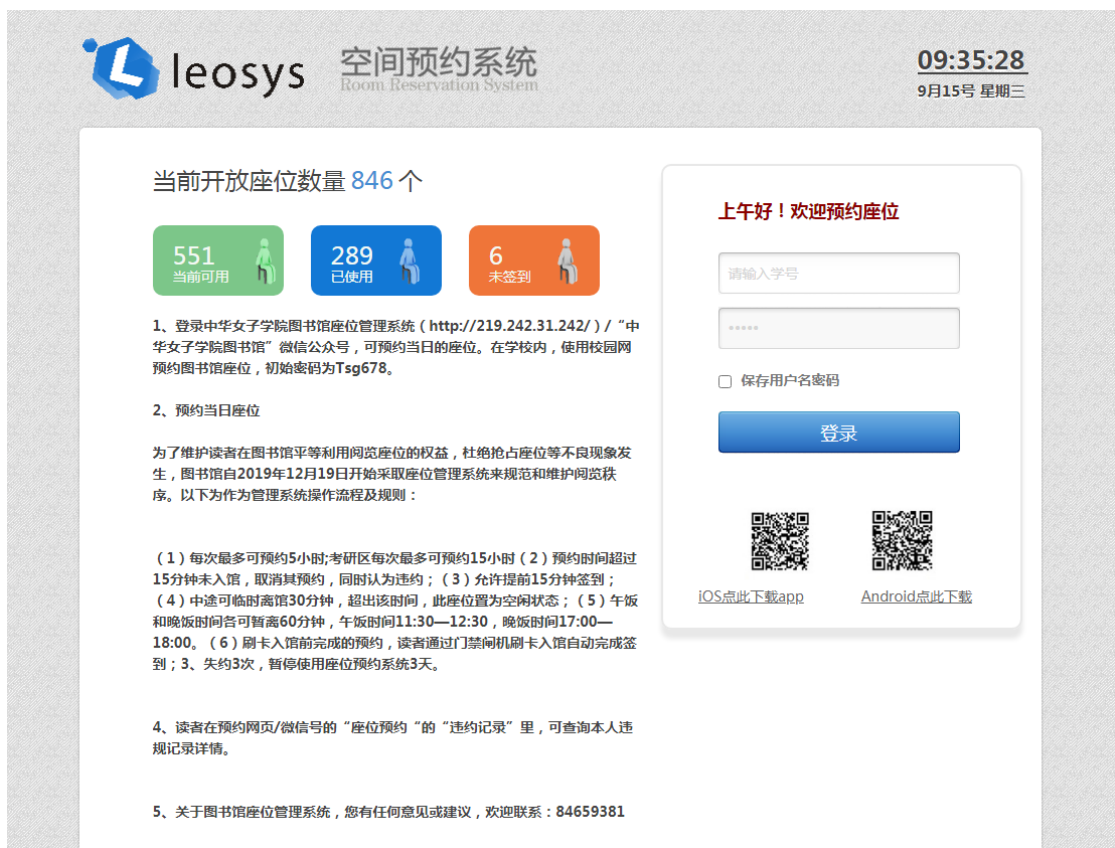 leosys
空间预约系统
Room Reservation System
09:35:28
9月15号 星期三
当前开放座位数量 846 个
551
当前可用
289
已使用
6
未签到
1、登录中华女子学院图书馆座位管理系统（http://219.242.31.242/）/“中
华女子学院图书馆”微信公众号，可预约当日的座位。在学校内，使用校园网
预约图书馆座位，初始密码为Tsg678。
2、预约当日座位
为了维护读者在图书馆平等利用阅览座位的权益，杜绝抢占座位等不良现象发
生，图书馆自2019年12月19日开始采取座位管理系统来规范和维护阅览秩
序。以下为作为管理系统操作流程及规则：
（1）每次最多可预约5小时;考研区每次最多可预约15小时（2）预约时间超过
15分钟未入馆，取消其预约，同时认为违约；（3）允许提前15分钟签到；
（4）中途可临时离馆30分钟，超出该时间，此座位置为空闲状态；（5）午饭
和晚饭时间各可暂离60分钟，午饭时间11:30—12:30，晚饭时间17:00—
18:00。（6）刷卡入馆前完成的预约，读者通过门禁闸机刷卡入馆自动完成签
到；3、失约3次，暂停使用座位预约系统3天。
4、读者在预约网页/微信号的“座位预约“的“违约记录”里，可查询本人违
规记录详情。
5、关于图书馆座位管理系统，您有任何意见或建议，欢迎联系：84659381
上午好！欢迎预约座位
请输入学号
•••••
保存用户名密码
登录
iOS点此下载app
Android点此下载